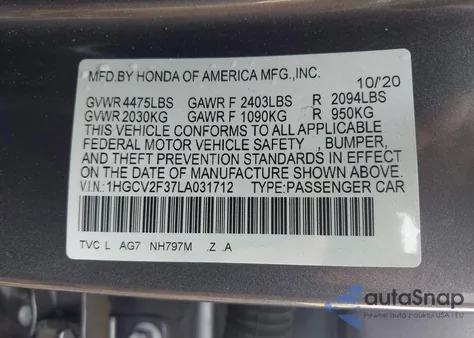 MFD.BY HONDA OF AMERICA MFG.,INC.
10/20
GVWR 4475LBS GAWR F 2403LBS R 2094LBS
GVWR 2030KG GAWR F 1090KG R 950KG
THIS VEHICLE CONFORMS TO ALL APPLICABLE
FEDERAL MOTOR VEHICLE SAFETY , BUMPER,
AND THEFT PREVENTION STANDARDS IN EFFECT
ON THE DATE OF MANUFACTURE SHOWN ABOVE.
V.I.N.: 1HGCV2F37LA031712 TYPE:PASSENGER CAR
TVC L AG7 NH797M .Z .A
autoSnap